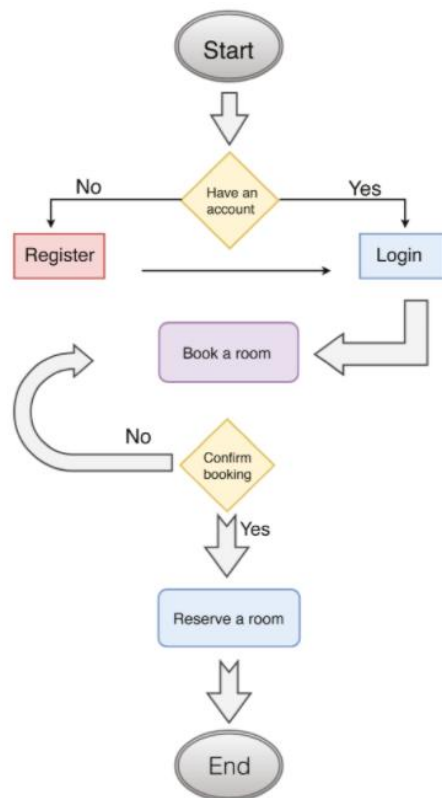 Start
Have an
account
No
Yes
Register
Login
Book a room
No
Confirm
booking
Yes
Reserve a room
End